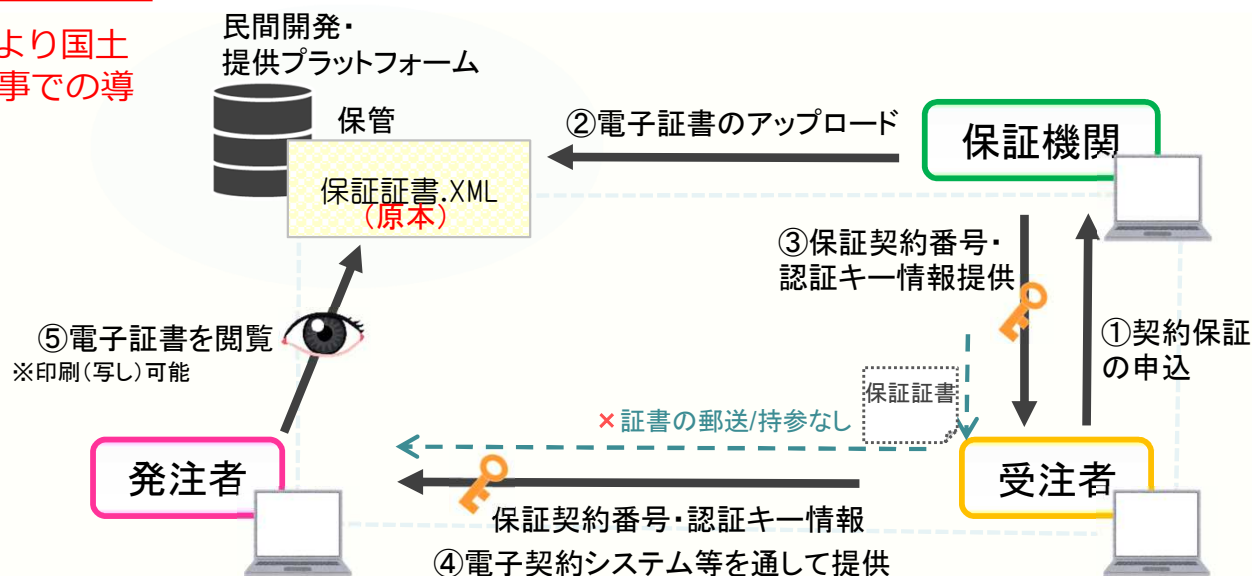 より国土
事での導
民間開発・
提供プラットフォーム
保管
保証証書.XML
（原本）
②電子証書のアップロード
保証機関
③保証契約番号・
認証キー情報提供
①契約保証
の申込
⑤電子証書を閲覧
※印刷（写し）可能
保証証書
×証書の郵送/持参なし
発注者
受注者
保証契約番号・認証キー情報
④電子契約システム等を通して提供